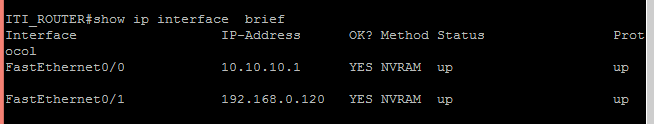 ITI_ROUTER#show ip interface  brief
Interface                  IP-Address      OK? Method Status                Prot
ocol
FastEthernet0/0            10.10.10.1      YES NVRAM  up                    up
FastEthernet0/1            192.168.0.120   YES NVRAM  up                    up